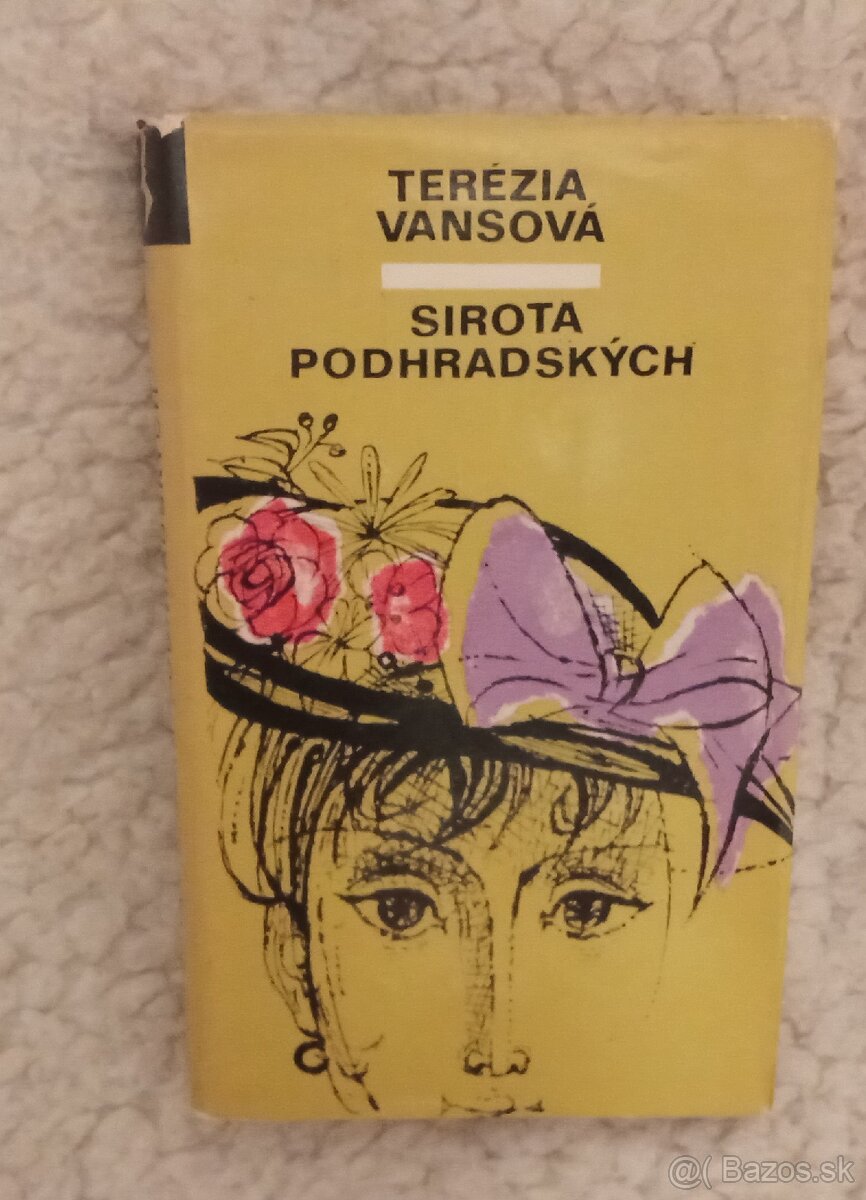 TERÉZIA
VANSOVÁ
SIROTA
PODHRADSKÝCH
@( Bazos.sk